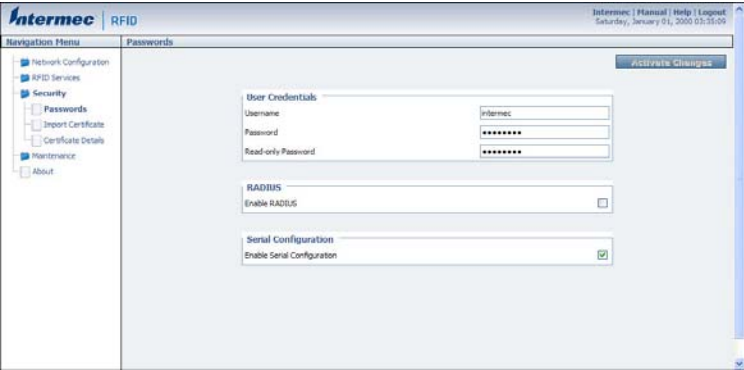 Intermec | RFID
Intermec | Manual | Help | Logout
Saturday, January 01, 2000 03:35:09
Navigation Menu
Passwords
Network Configuration
RFID Services
Security
Passwords
Import Certificate
Certificate Details
Maintenance
About
Activate Changes
User Credentials
Username
intermec
Password
••••••••
Read-only Password
••••••••
RADIUS
Enable RADIUS
Serial Configuration
Enable Serial Configuration